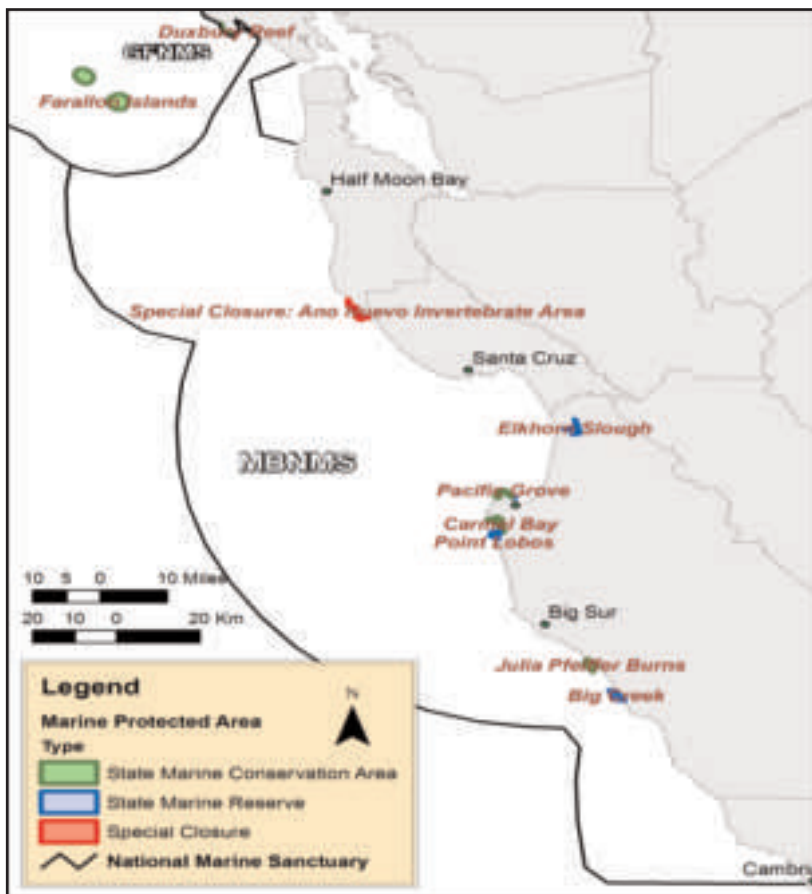 Duxbury Reef
GFNMS
Farallon Islands
Half Moon Bay
Special Closure: Ano Nuevo Invertebrate Area
Santa Cruz
Elkhorn Slough
MBNMS
Pacific Grove
Carmel Bay
Point Lobos
10 5 0 10 Miles
20 10 0 20 Km
Big Sur
Julia Pfeiffer Burns
Big Creek
Legend
N
Marine Protected Area
Type
State Marine Conservation Area
State Marine Reserve
Special Closure
National Marine Sanctuary
Cambr